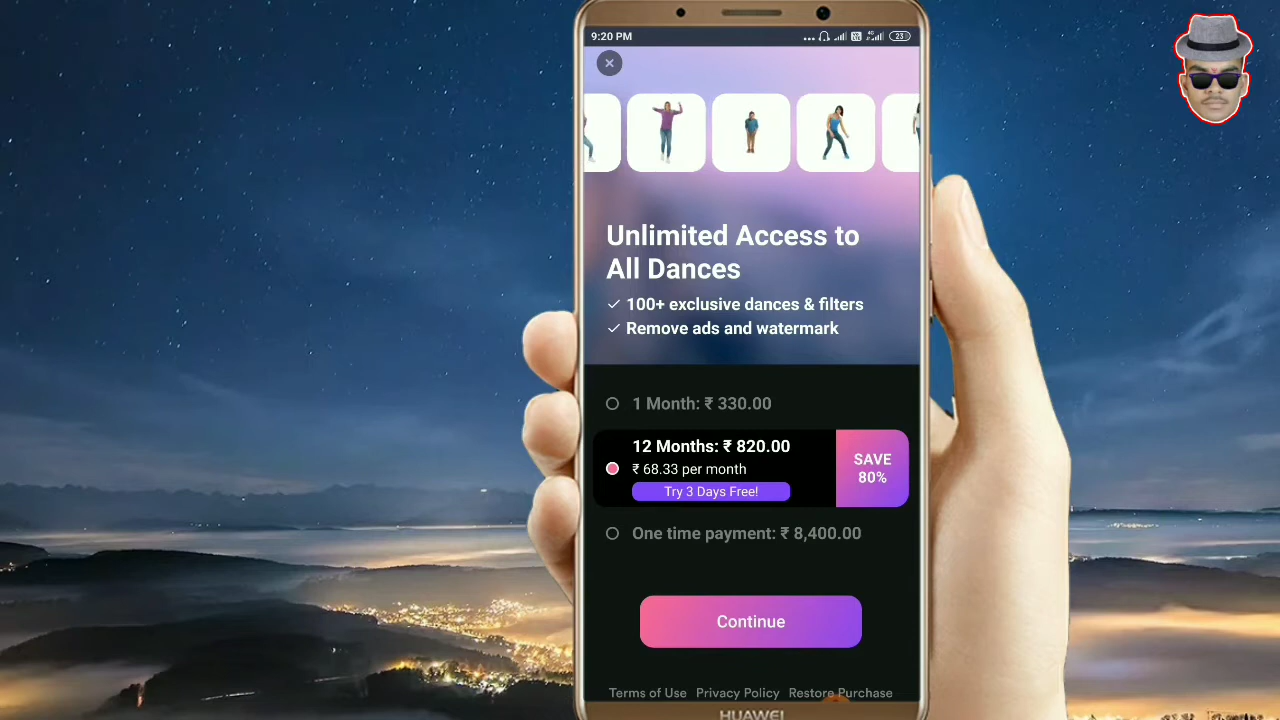 9:20 PM
23
Unlimited Access to
All Dances
100+ exclusive dances & filters
Remove ads and watermark
1 Month: ₹ 330.00
12 Months: ₹ 820.00
₹ 68.33 per month
Try 3 Days Free!
SAVE
80%
One time payment: ₹ 8,400.00
Continue
Terms of Use Privacy Policy Restore Purchase
HUAWEI